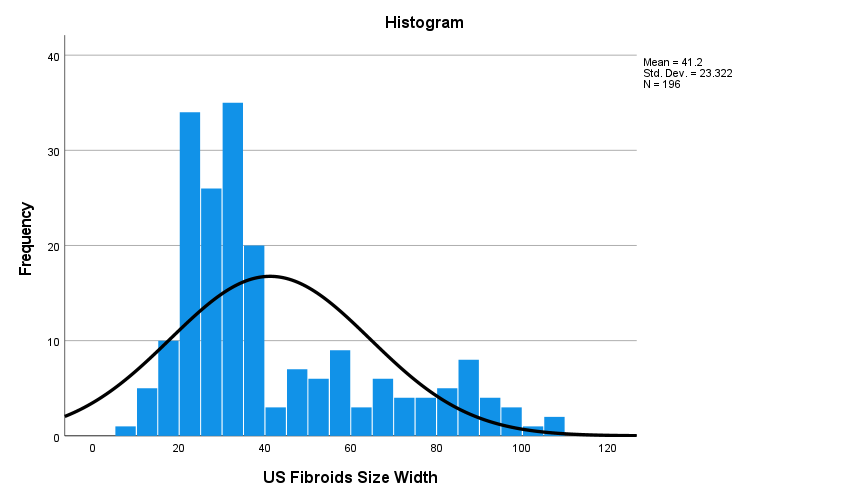 Histogram
Mean = 41.2
Std. Dev. = 23.322
N = 196
40
30
20
10
0
Frequency
0 20 40 60 80 100 120
US Fibroids Size Width